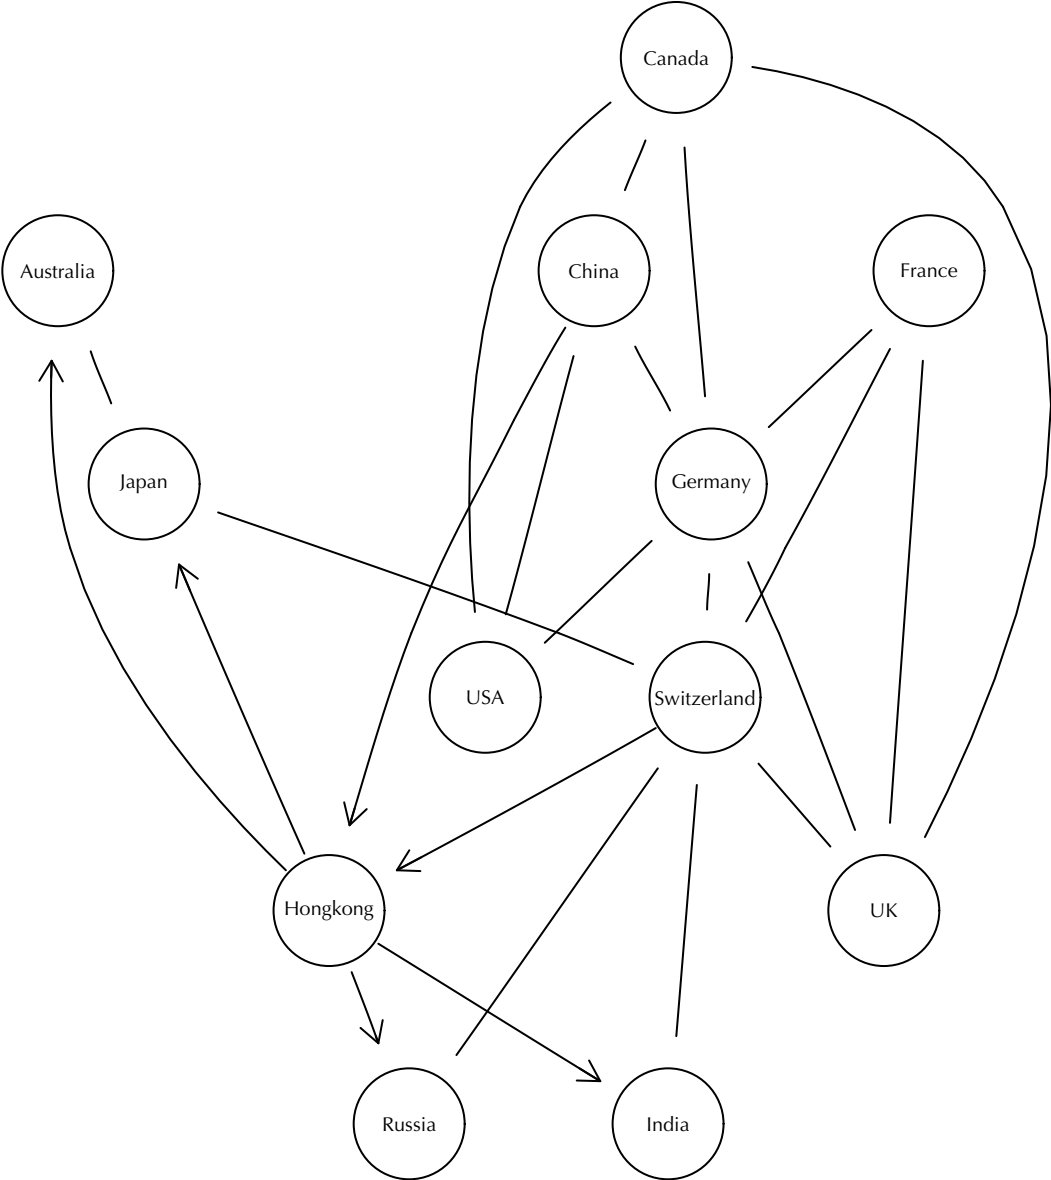 Canada
Australia
China
France
Japan
Germany
USA
Switzerland
Hongkong
UK
Russia
India